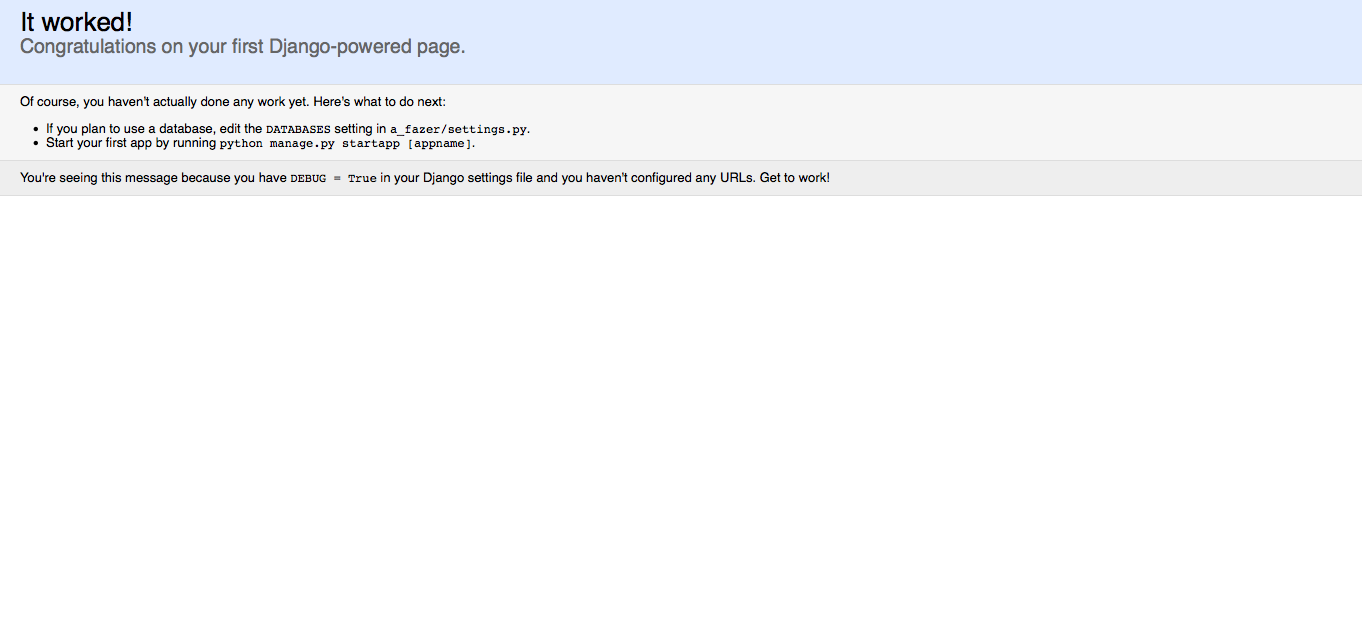 It worked!
Congratulations on your first Django-powered page.
Of course, you haven't actually done any work yet. Here's what to do next:
• If you plan to use a database, edit the DATABASES setting in a_fazer/settings.py.
• Start your first app by running python manage.py startapp [appname].
You're seeing this message because you have DEBUG = True in your Django settings file and you haven't configured any URLs. Get to work!